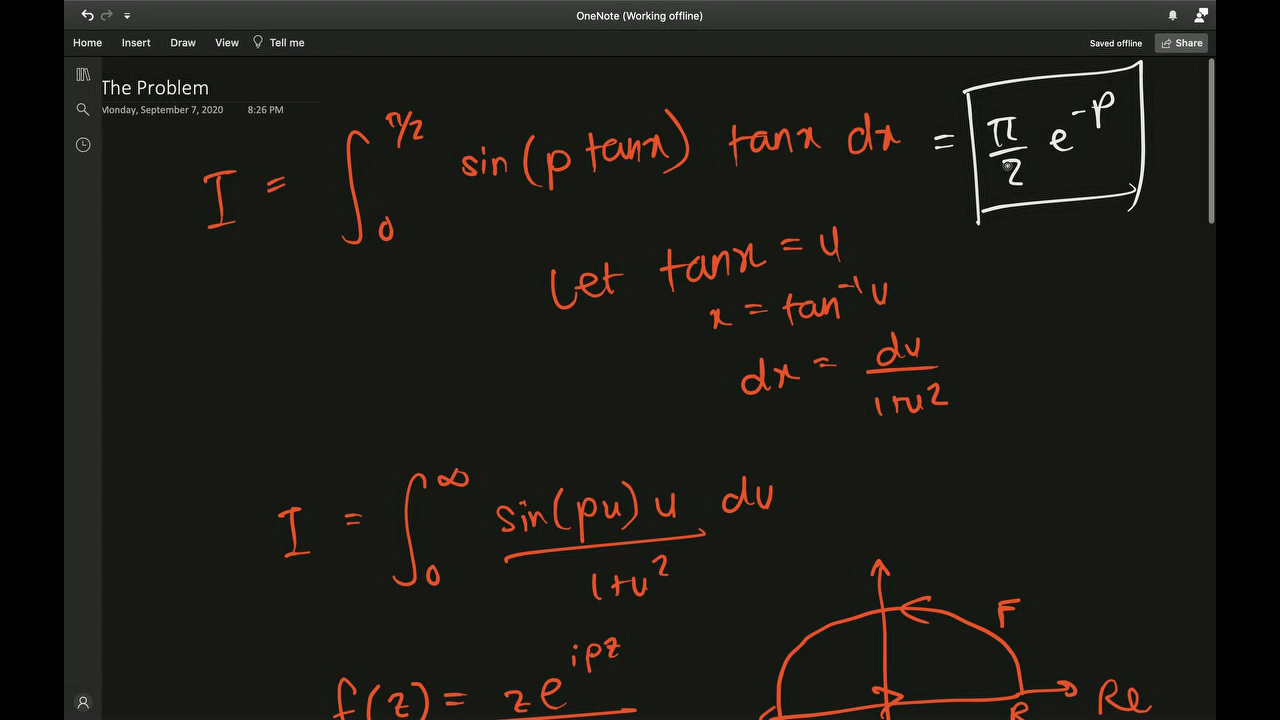 OneNote (Working offline)
Home Insert Draw View Tell me Saved offline Share
The Problem
Monday, September 7, 2020 8:26 PM
I = ∫₀^{π/2} sin(p tanx) tanx dx = π/2 e^{-p}
Let tanx = u
x = tan⁻¹ u
dx = du/1+u²
I = ∫₀^∞ sin(pu) u/1+u² du
f(z) = z e^{ipz}
Γ
R Re